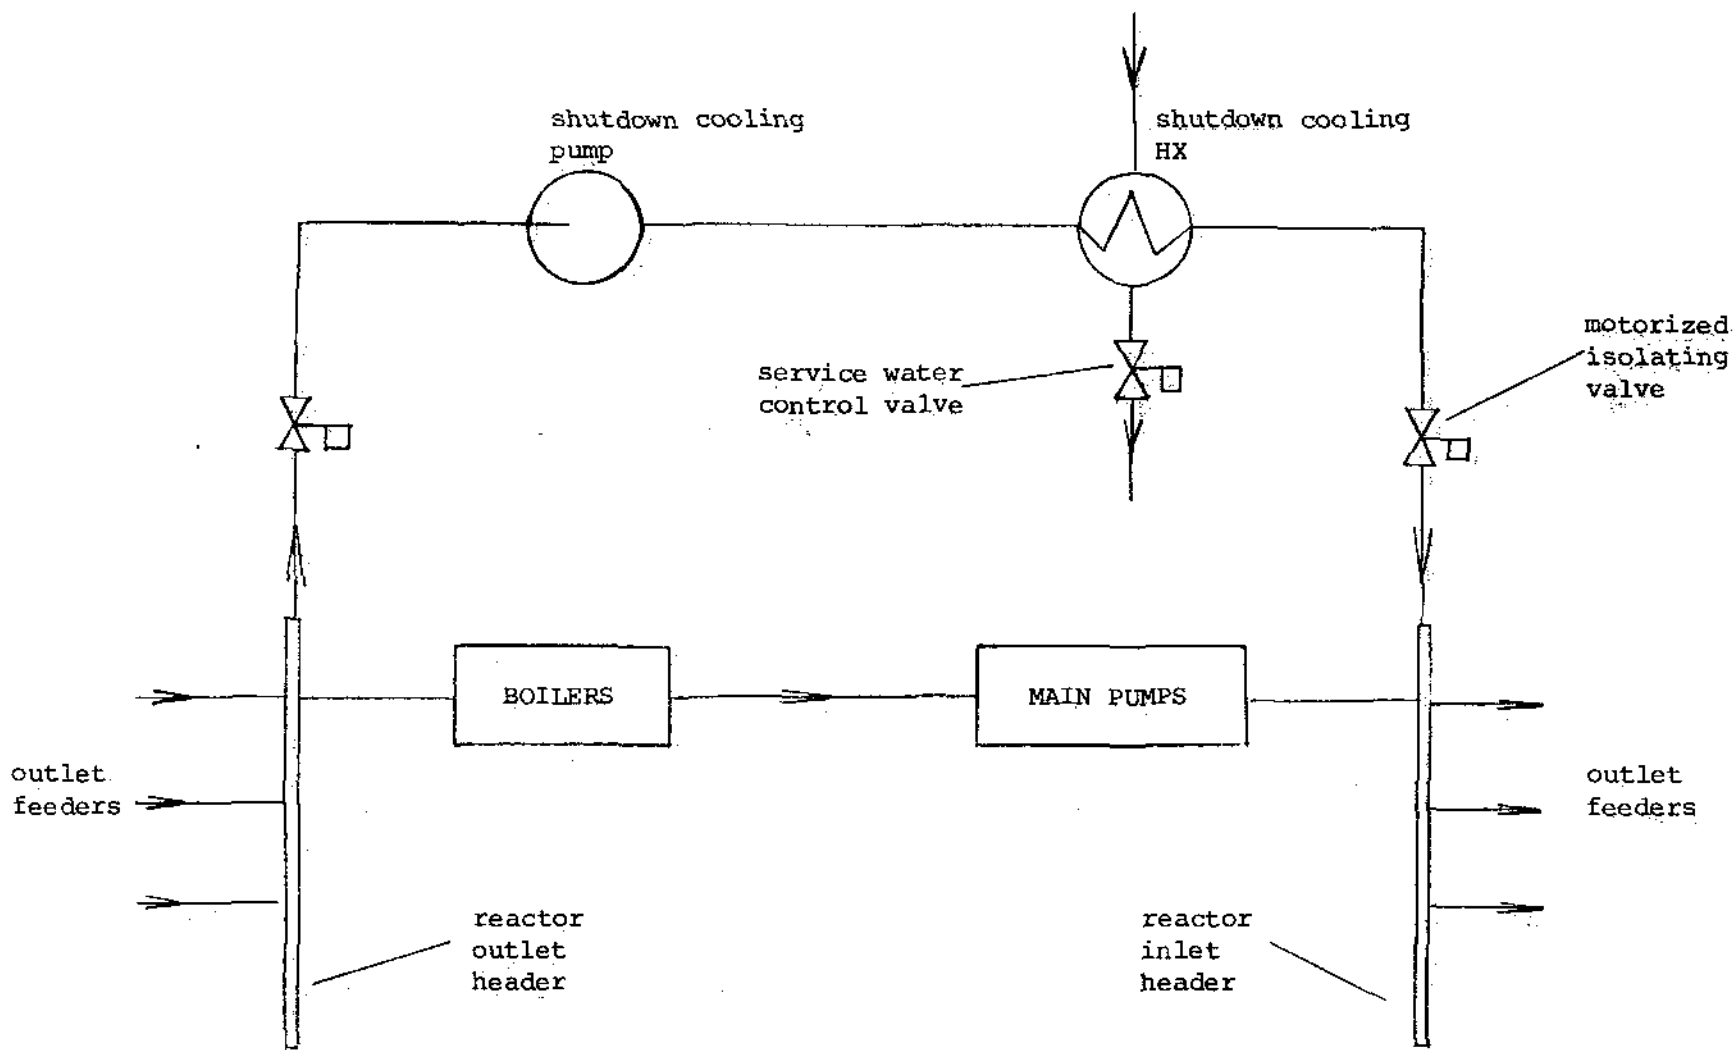 shutdown cooling
pump
shutdown cooling
HX
motorized
isolating
valve
service water
control valve
BOILERS
MAIN PUMPS
outlet
feeders
outlet
feeders
reactor
outlet
header
reactor
inlet
header